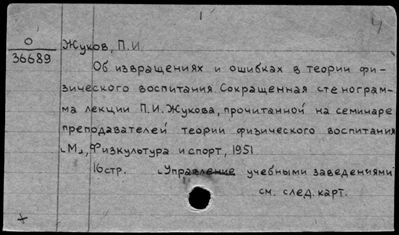 О
36689
Жуков, П.И.
Об извращениях и ошибках в теории фи-
зического воспитания. Сокращенная стенограм-
ма лекции П.И. Жукова, прочитанной на семинаре
преподавателей теории физического воспитания
"М", Физкультура и спорт, 1951
16 стр. "Управление учебными заведениями"
см. след. карт.